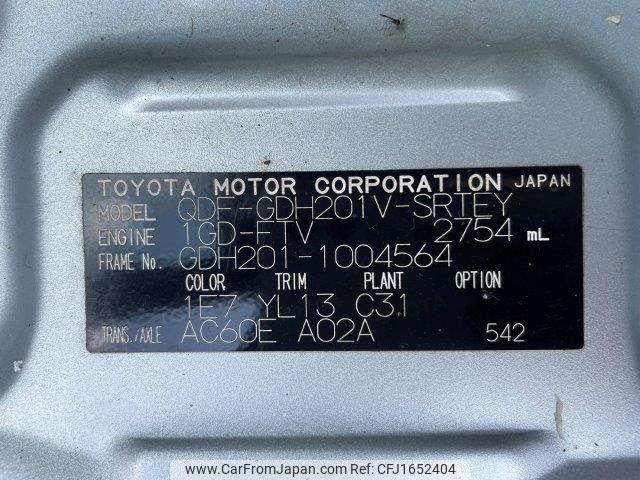 TOYOTA MOTOR CORPORATION JAPAN
MODEL QDF-GDH201V-SRTEY
ENGINE 1GD-FTV 2754 mL
FRAME No. GDH201-1004564
COLOR TRIM PLANT OPTION
1E7 YL13 C31
TRANS./AXLE AC60E A02A 542
www.CarFromJapan.com | Ref No: CFJ1652404